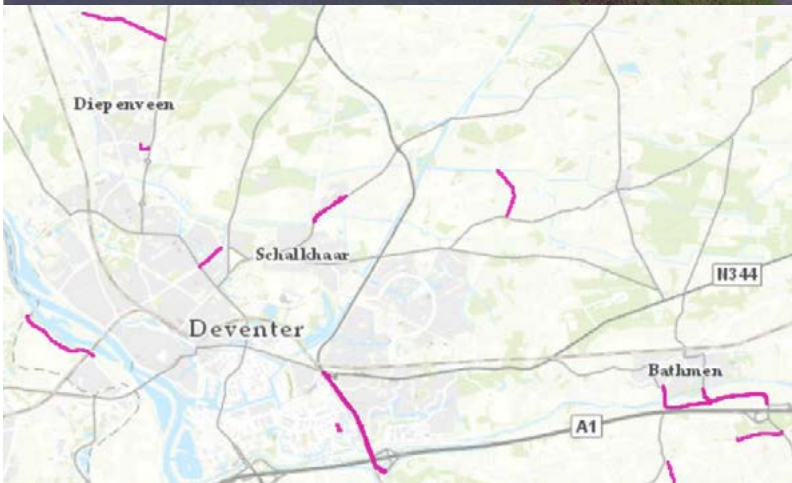 Diepenveen
Schalkhaar
N344
Deventer
Bathmen
A1